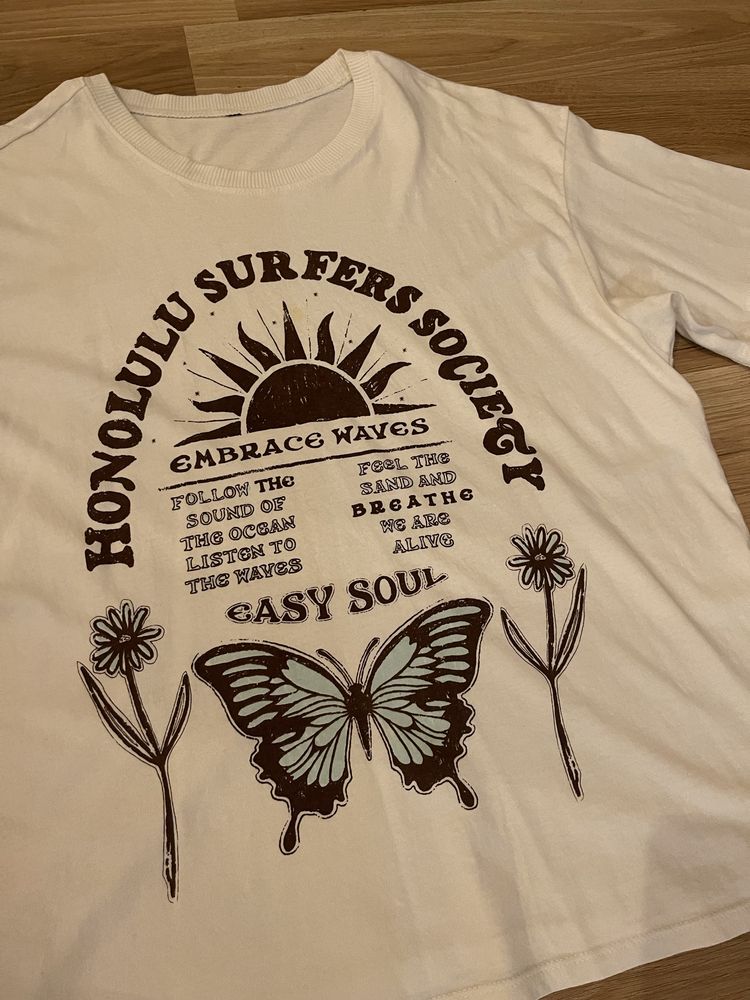 HONOLULU SURFERS SOCIETY
EMBRACE WAVES
FOLLOW THE
SOUND OF
THE OCEAN
LISTEN TO
THE WAVES
FEEL THE
SAND AND
BREATHE
WE ARE
ALIVE
EASY SOUL